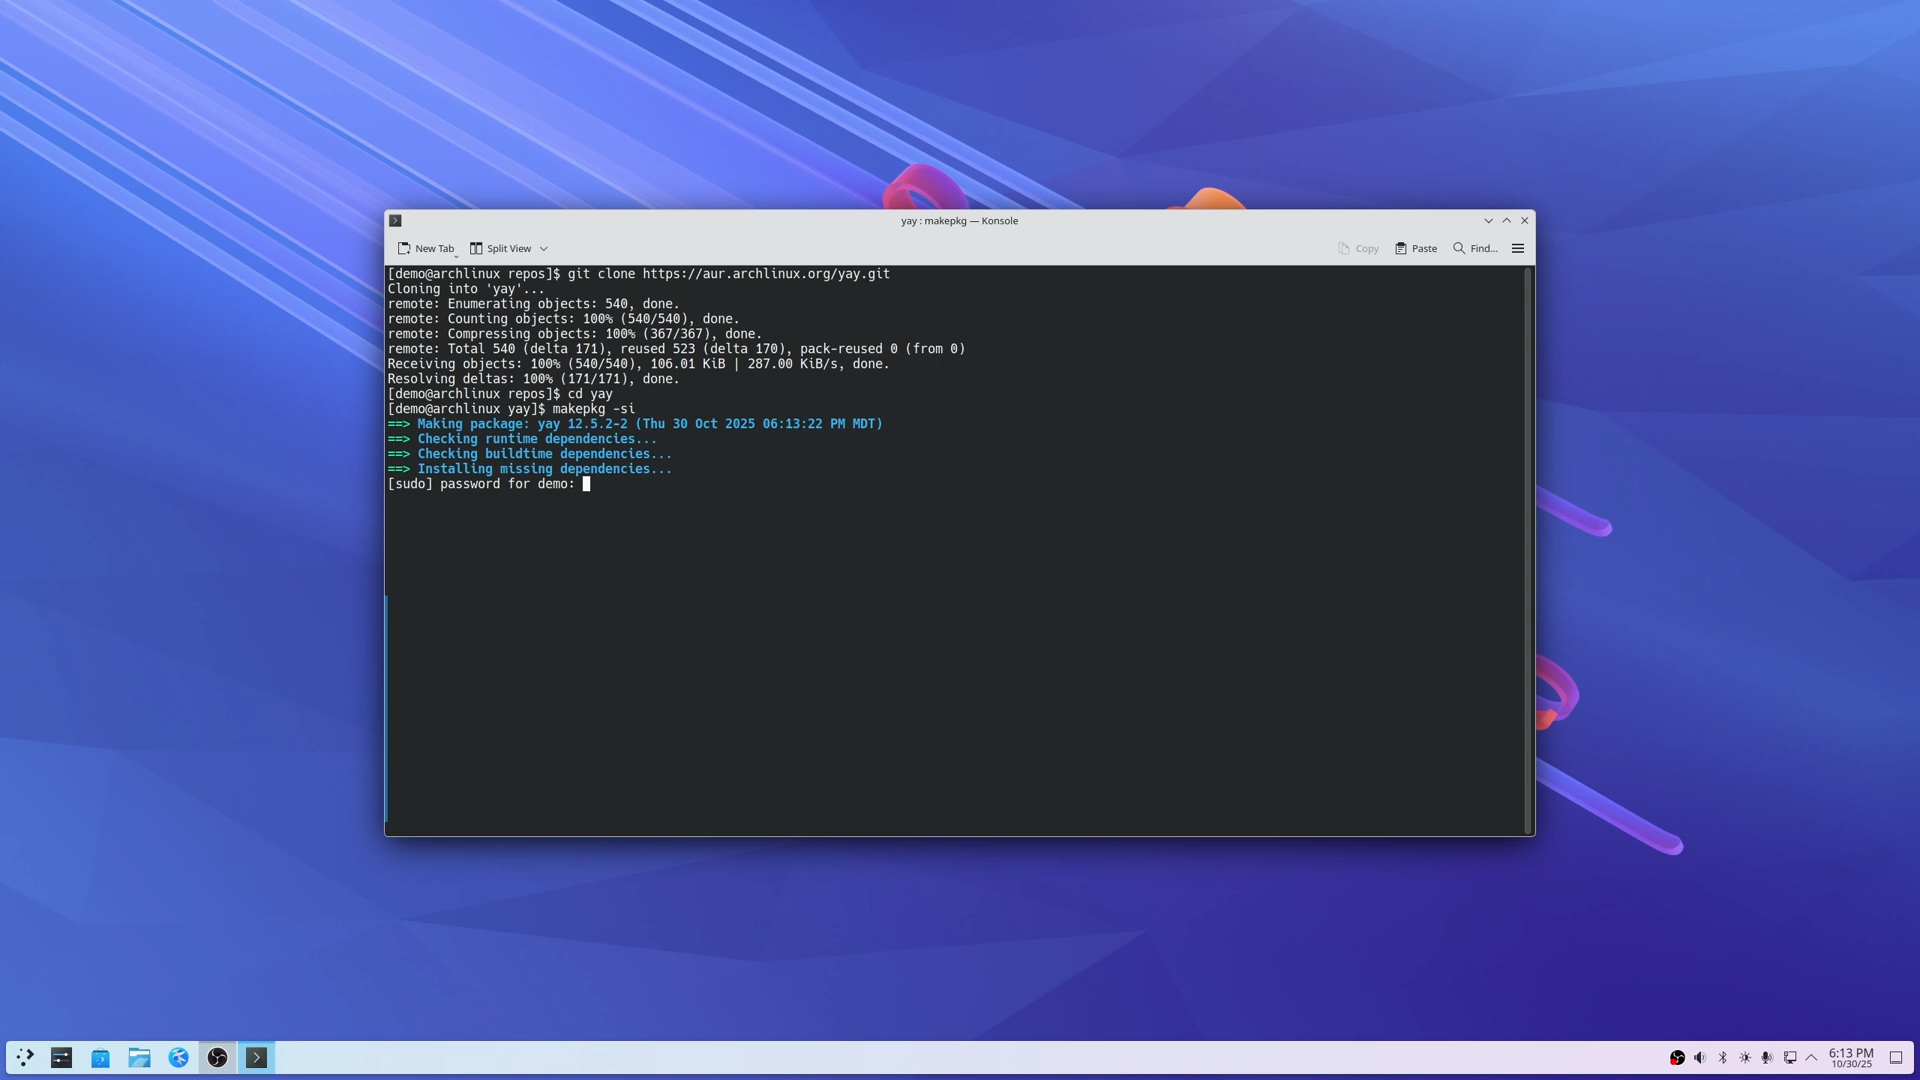 yay : makepkg — Konsole
New Tab
Split View
Copy
Paste
Find...
[demo@archlinux repos]$ git clone https://aur.archlinux.org/yay.git
Cloning into 'yay'...
remote: Enumerating objects: 540, done.
remote: Counting objects: 100% (540/540), done.
remote: Compressing objects: 100% (367/367), done.
remote: Total 540 (delta 171), reused 523 (delta 170), pack-reused 0 (from 0)
Receiving objects: 100% (540/540), 106.01 KiB | 287.00 KiB/s, done.
Resolving deltas: 100% (171/171), done.
[demo@archlinux repos]$ cd yay
[demo@archlinux yay]$ makepkg -si
==> Making package: yay 12.5.2-2 (Thu 30 Oct 2025 06:13:22 PM MDT)
==> Checking runtime dependencies...
==> Checking buildtime dependencies...
==> Installing missing dependencies...
[sudo] password for demo:
6:13 PM
10/30/25